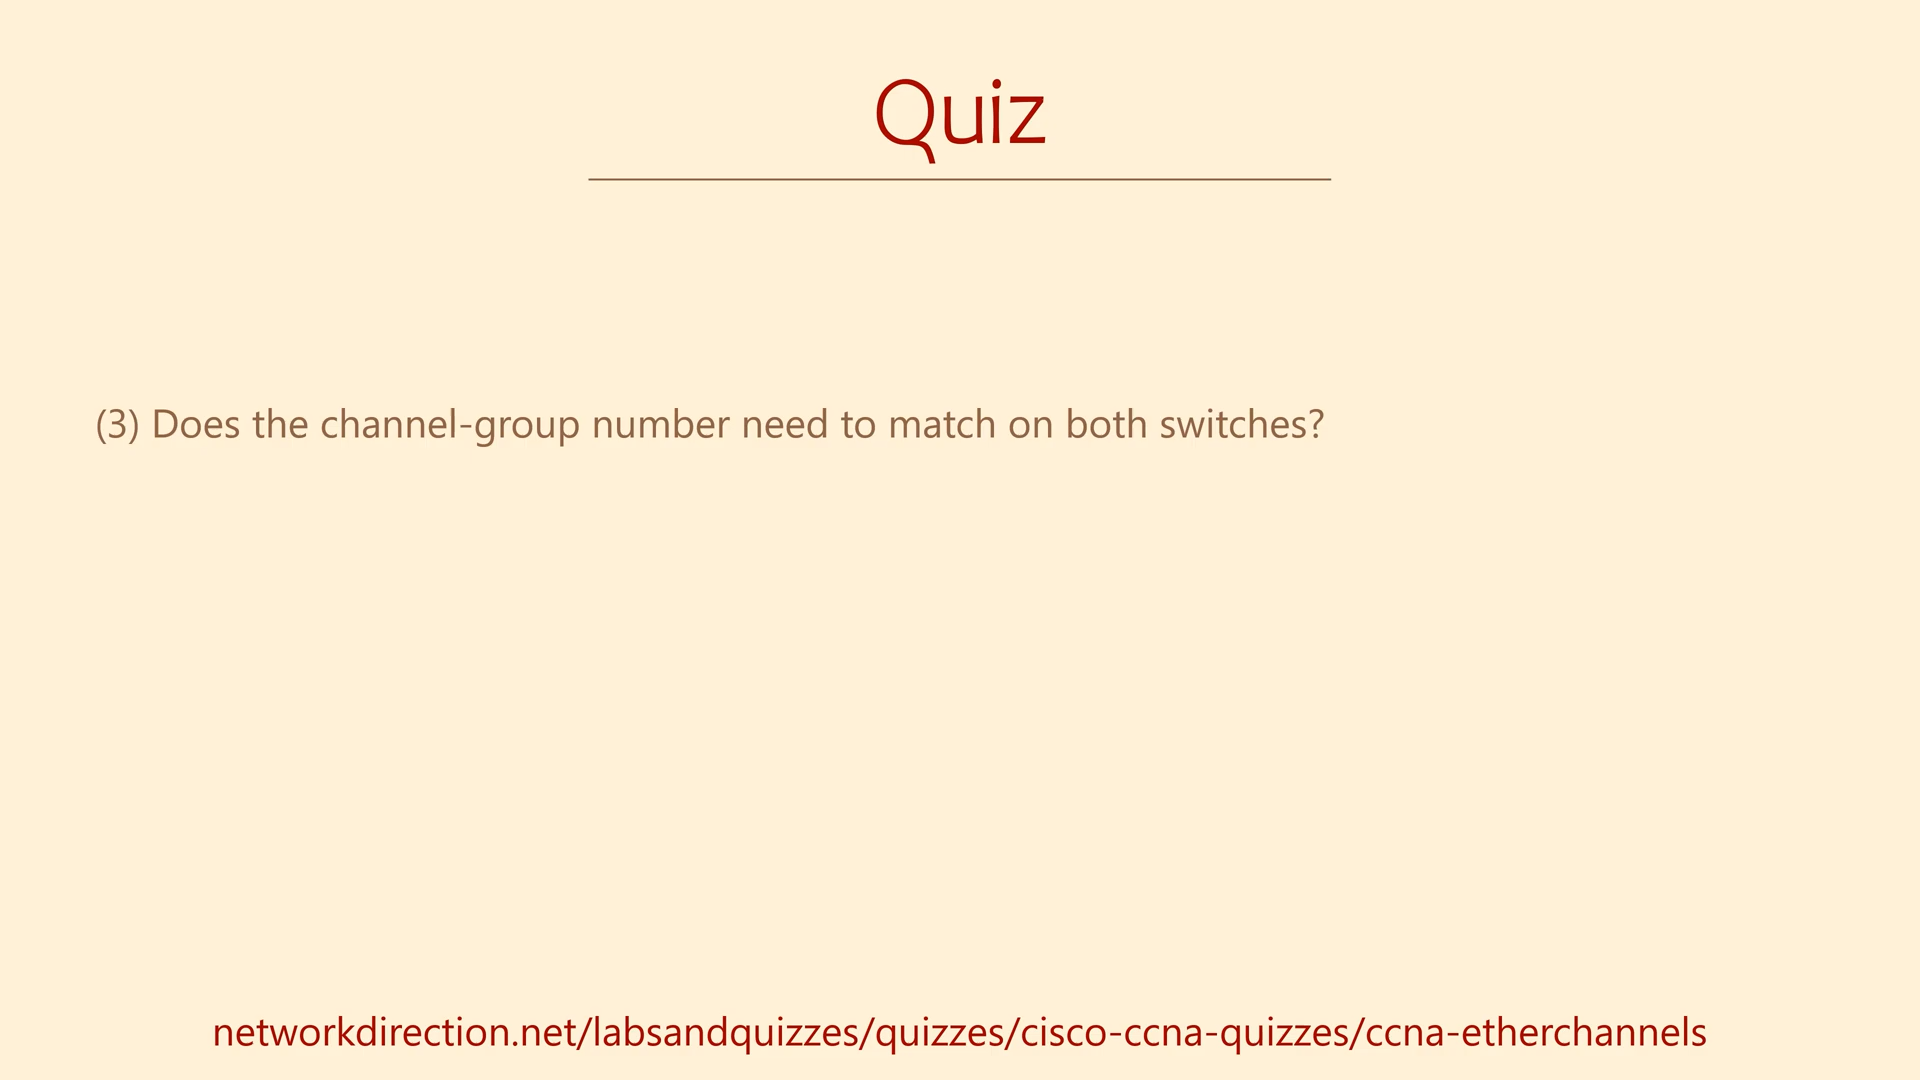 Quiz
(3) Does the channel-group number need to match on both switches?
networkdirection.net/labsandquizzes/quizzes/cisco-ccna-quizzes/ccna-etherchannels